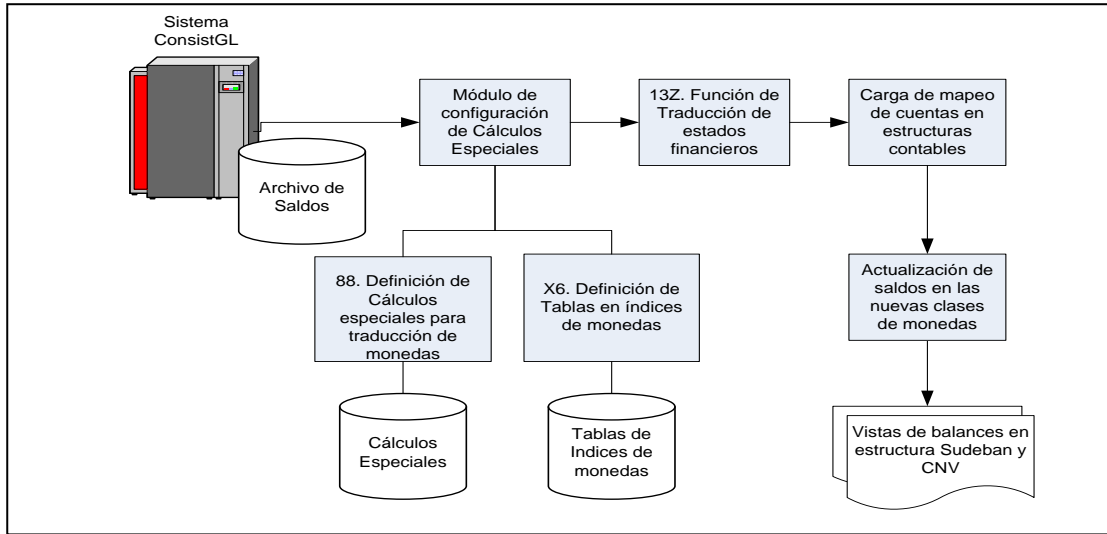 Sistema
ConsistGL
Archivo de
Saldos
Módulo de
configuración
de Cálculos
Especiales
13Z. Función de
Traducción de
estados
financieros
Carga de mapeo
de cuentas en
estructuras
contables
88. Definición de
Cálculos
especiales para
traducción de
monedas
X6. Definición de
Tablas en índices
de monedas
Actualización de
saldos en las
nuevas clases
de monedas
Cálculos
Especiales
Tablas de
Indices de
monedas
Vistas de balances en
estructura Sudeban y
CNV